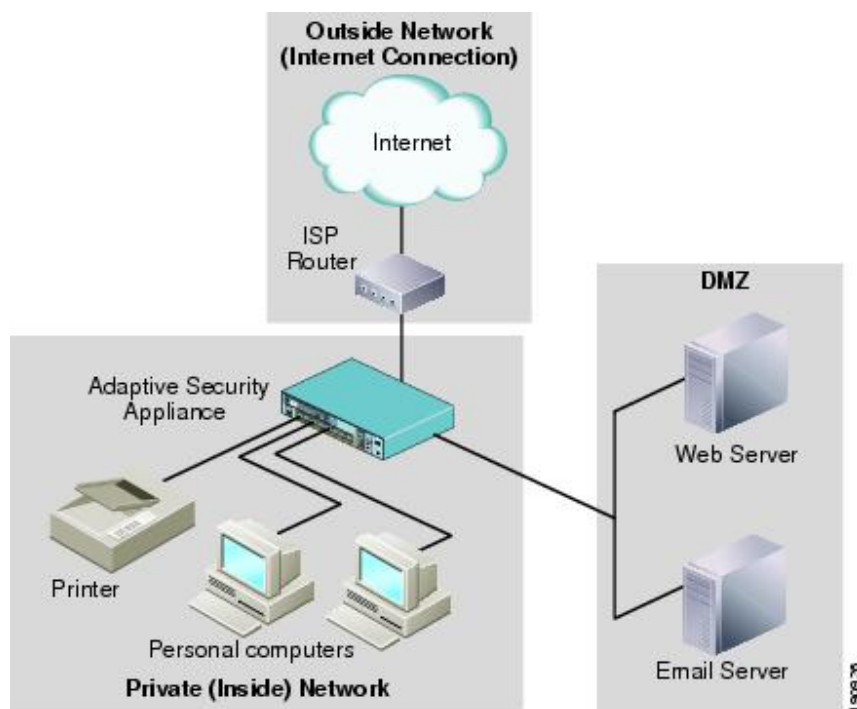 Outside Network
(Internet Connection)
Internet
ISP
Router
DMZ
Adaptive Security
Appliance
Web Server
Printer
Personal computers
Email Server
Private (Inside) Network